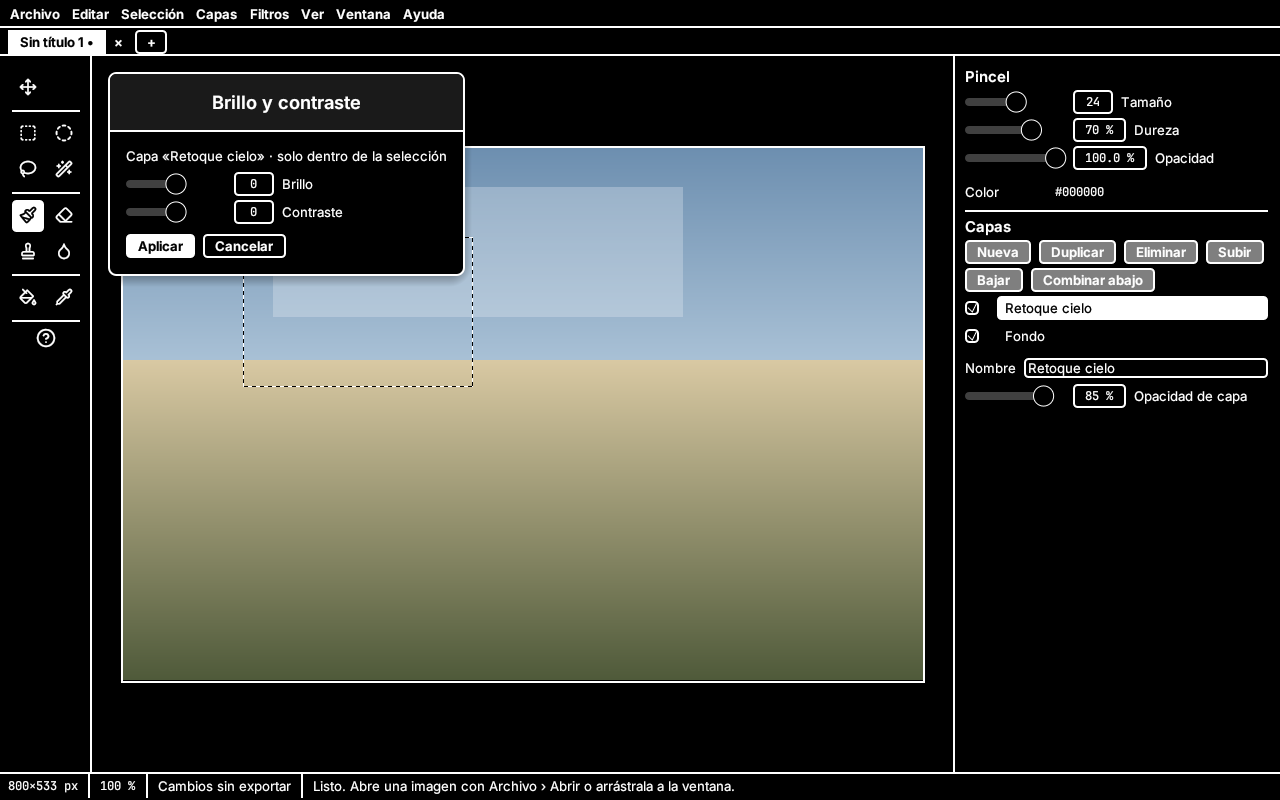 Archivo Editar Selección Capas Filtros Ver Ventana Ayuda
Sin título 1 • × +
Brillo y contraste
Capa «Retoque cielo» · solo dentro de la selección
0 Brillo
0 Contraste
Aplicar Cancelar
Pincel
24 Tamaño
70 % Dureza
100.0 % Opacidad
Color #000000
Capas
Nueva Duplicar Eliminar Subir
Bajar Combinar abajo
Retoque cielo
Fondo
Nombre Retoque cielo
85 % Opacidad de capa
800×533 px 100 % Cambios sin exportar Listo. Abre una imagen con Archivo › Abrir o arrástrala a la ventana.